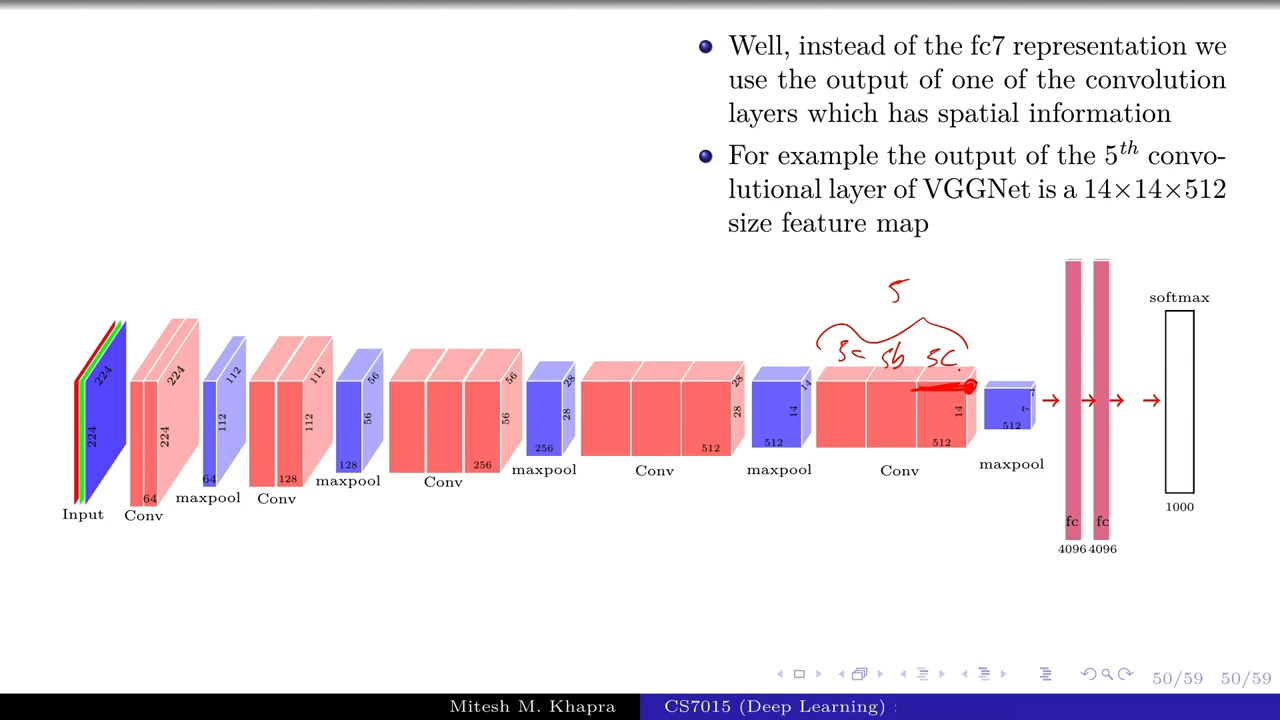 Well, instead of the fc7 representation we
use the output of one of the convolution
layers which has spatial information
For example the output of the 5th convo-
lutional layer of VGGNet is a 14×14×512
size feature map
5
5b 5c.
softmax
224
224
Input
64
224
224
Conv
64
112
112
maxpool
128
112
112
Conv
128
56
56
maxpool
256
56
56
Conv
256
28
28
maxpool
512
28
28
Conv
512
14
14
maxpool
512
14
Conv
512
7
7
maxpool
fc fc
4096 4096
1000
50/59 50/59
Mitesh M. Khapra CS7015 (Deep Learning) :